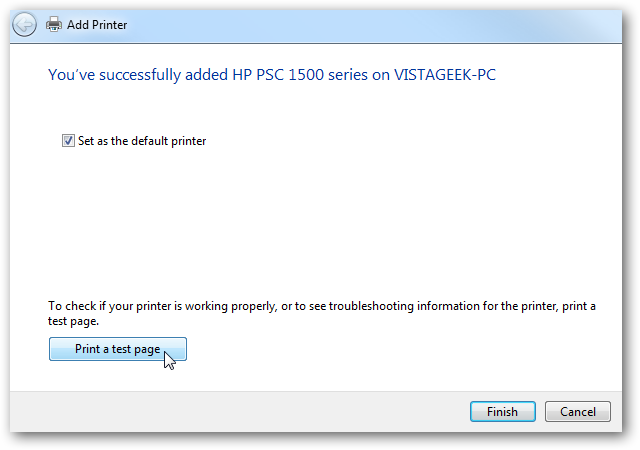 Add Printer
You've successfully added HP PSC 1500 series on VISTAGEEK-PC
Set as the default printer
To check if your printer is working properly, or to see troubleshooting information for the printer, print a
test page.
Print a test page
Finish
Cancel